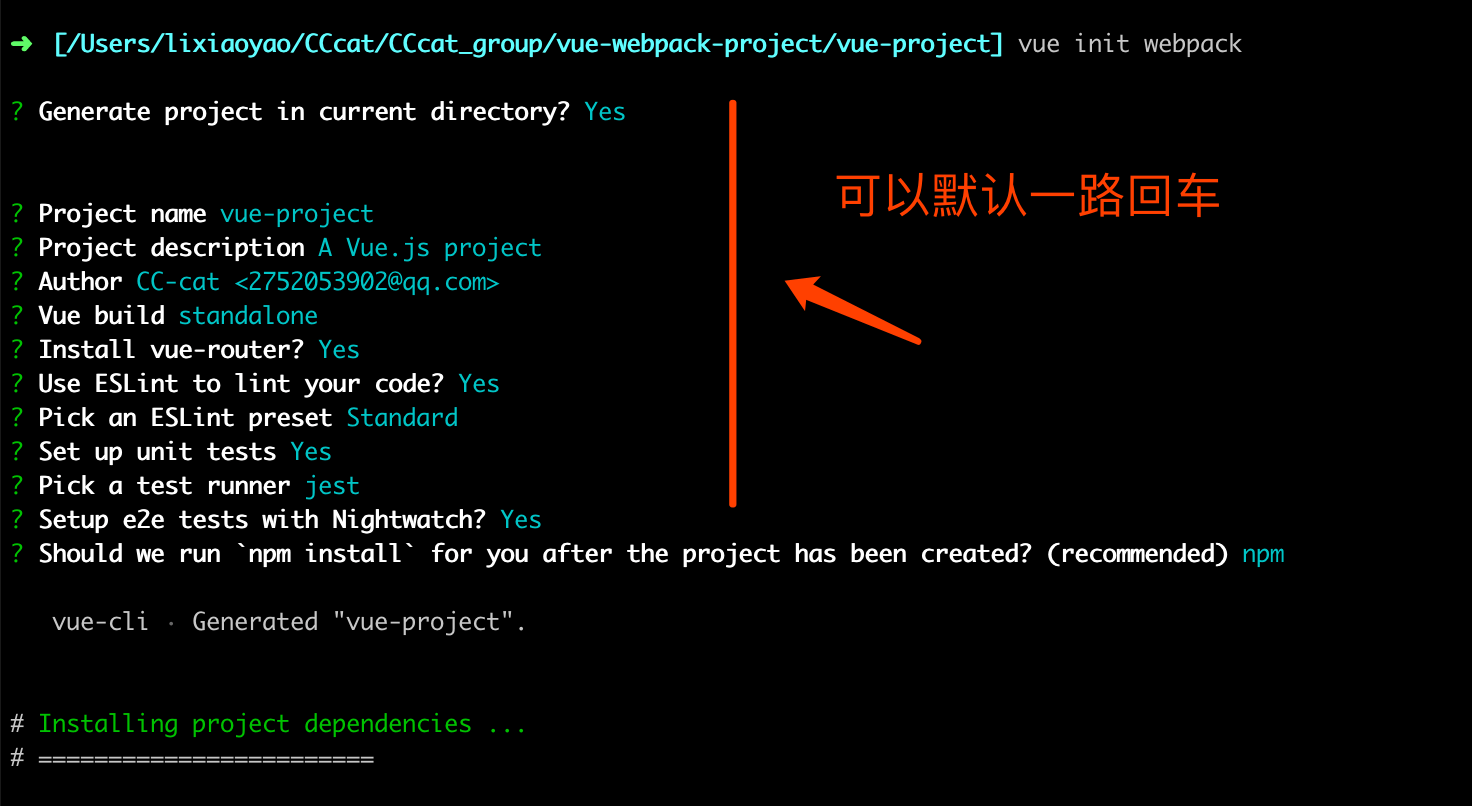 ➜ [/Users/lixiaoyao/CCcat/CCcat_group/vue-webpack-project/vue-project] vue init webpack
? Generate project in current directory? Yes
可以默认一路回车
? Project name vue-project
? Project description A Vue.js project
? Author CC-cat <2752053902@qq.com>
? Vue build standalone
? Install vue-router? Yes
? Use ESLint to lint your code? Yes
? Pick an ESLint preset Standard
? Set up unit tests Yes
? Pick a test runner jest
? Setup e2e tests with Nightwatch? Yes
? Should we run `npm install` for you after the project has been created? (recommended) npm
vue-cli · Generated "vue-project".
# Installing project dependencies ...
# ========================